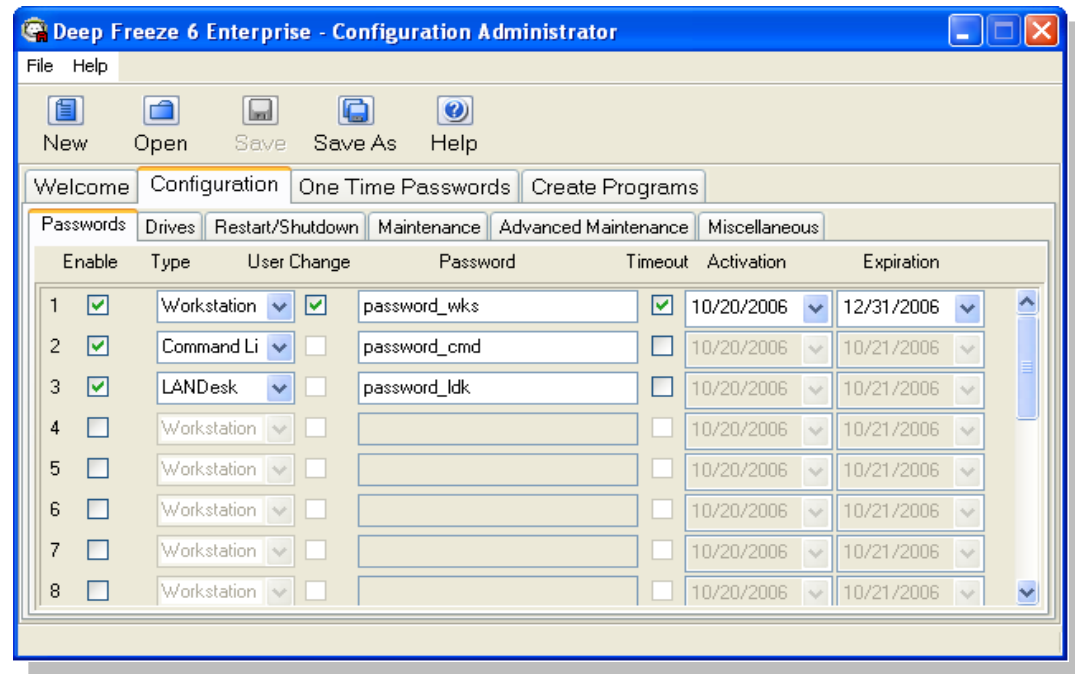 Deep Freeze 6 Enterprise - Configuration Administrator
File Help
New Open Save Save As Help
Welcome Configuration One Time Passwords Create Programs
Passwords Drives Restart/Shutdown Maintenance Advanced Maintenance Miscellaneous
Enable Type User Change Password Timeout Activation Expiration
1 Workstation password_wks 10/20/2006 12/31/2006
2 Command Li password_cmd 10/20/2006 10/21/2006
3 LANDesk password_ldk 10/20/2006 10/21/2006
4 Workstation 10/20/2006 10/21/2006
5 Workstation 10/20/2006 10/21/2006
6 Workstation 10/20/2006 10/21/2006
7 Workstation 10/20/2006 10/21/2006
8 Workstation 10/20/2006 10/21/2006